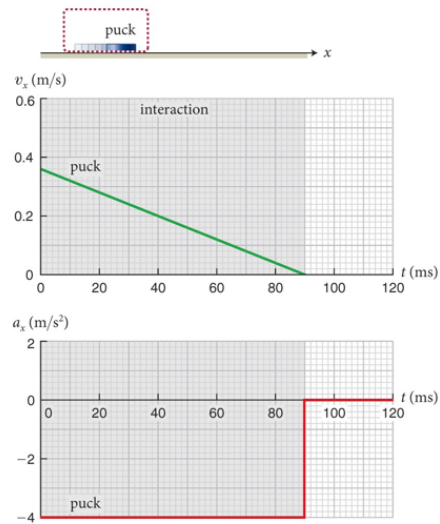 puck
x
vₓ (m/s)
0.6
interaction
0.4
puck
0.2
0
t (ms)
0 20 40 60 80 100 120
aₓ (m/s²)
2
0
t (ms)
0 20 40 60 80 100 120
−2
puck
−4